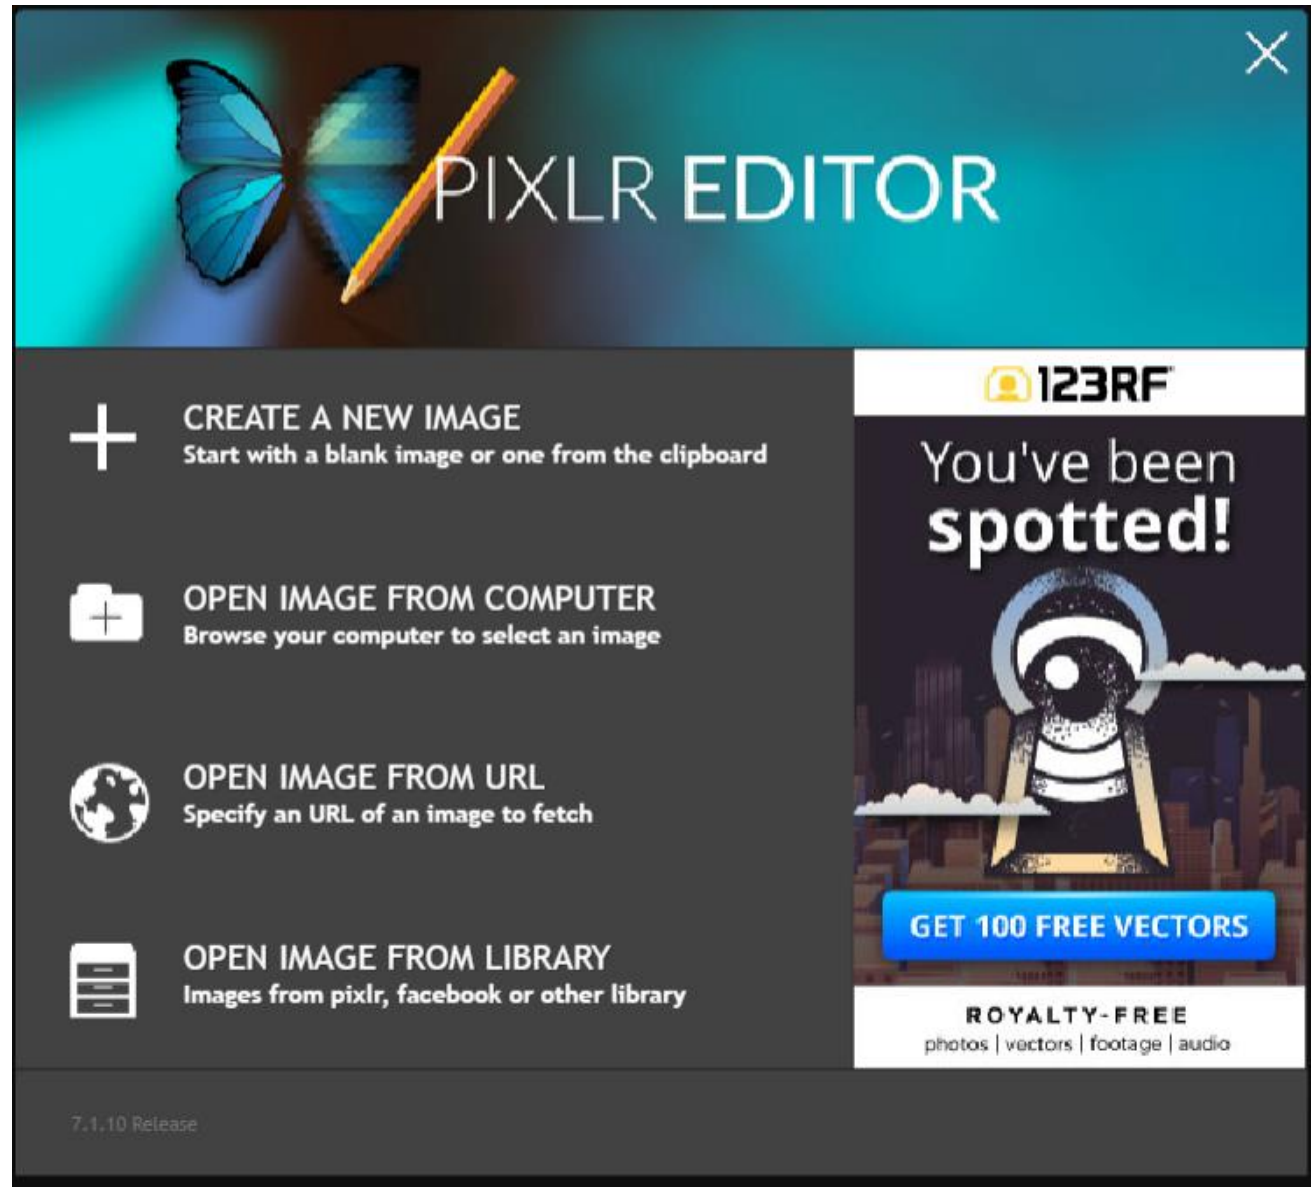 PIXLR EDITOR
CREATE A NEW IMAGE
Start with a blank image or one from the clipboard
OPEN IMAGE FROM COMPUTER
Browse your computer to select an image
OPEN IMAGE FROM URL
Specify an URL of an image to fetch
OPEN IMAGE FROM LIBRARY
Images from pixlr, facebook or other library
123RF
You've been
spotted!
GET 100 FREE VECTORS
ROYALTY-FREE
photos | vectors | footage | audio
7.1.10 Release